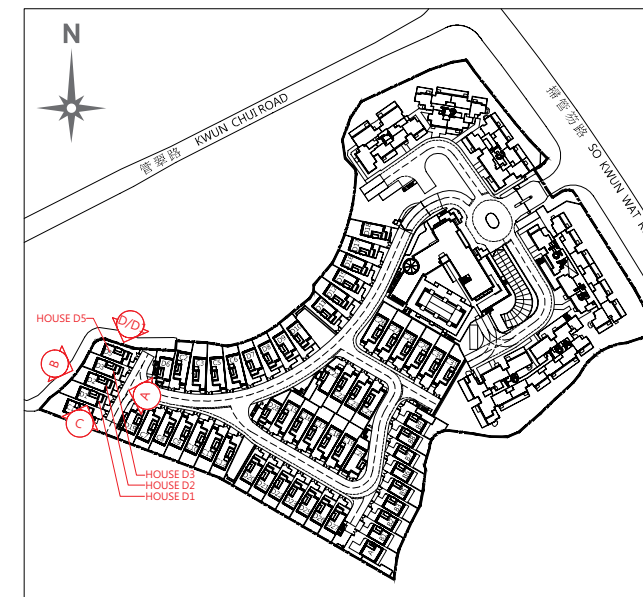 N
管翠路 KWUN CHUI ROAD
掃管笏路 SO KWUN WAT R
HOUSE D5
D/D1
B
A
C
HOUSE D3
HOUSE D2
HOUSE D1